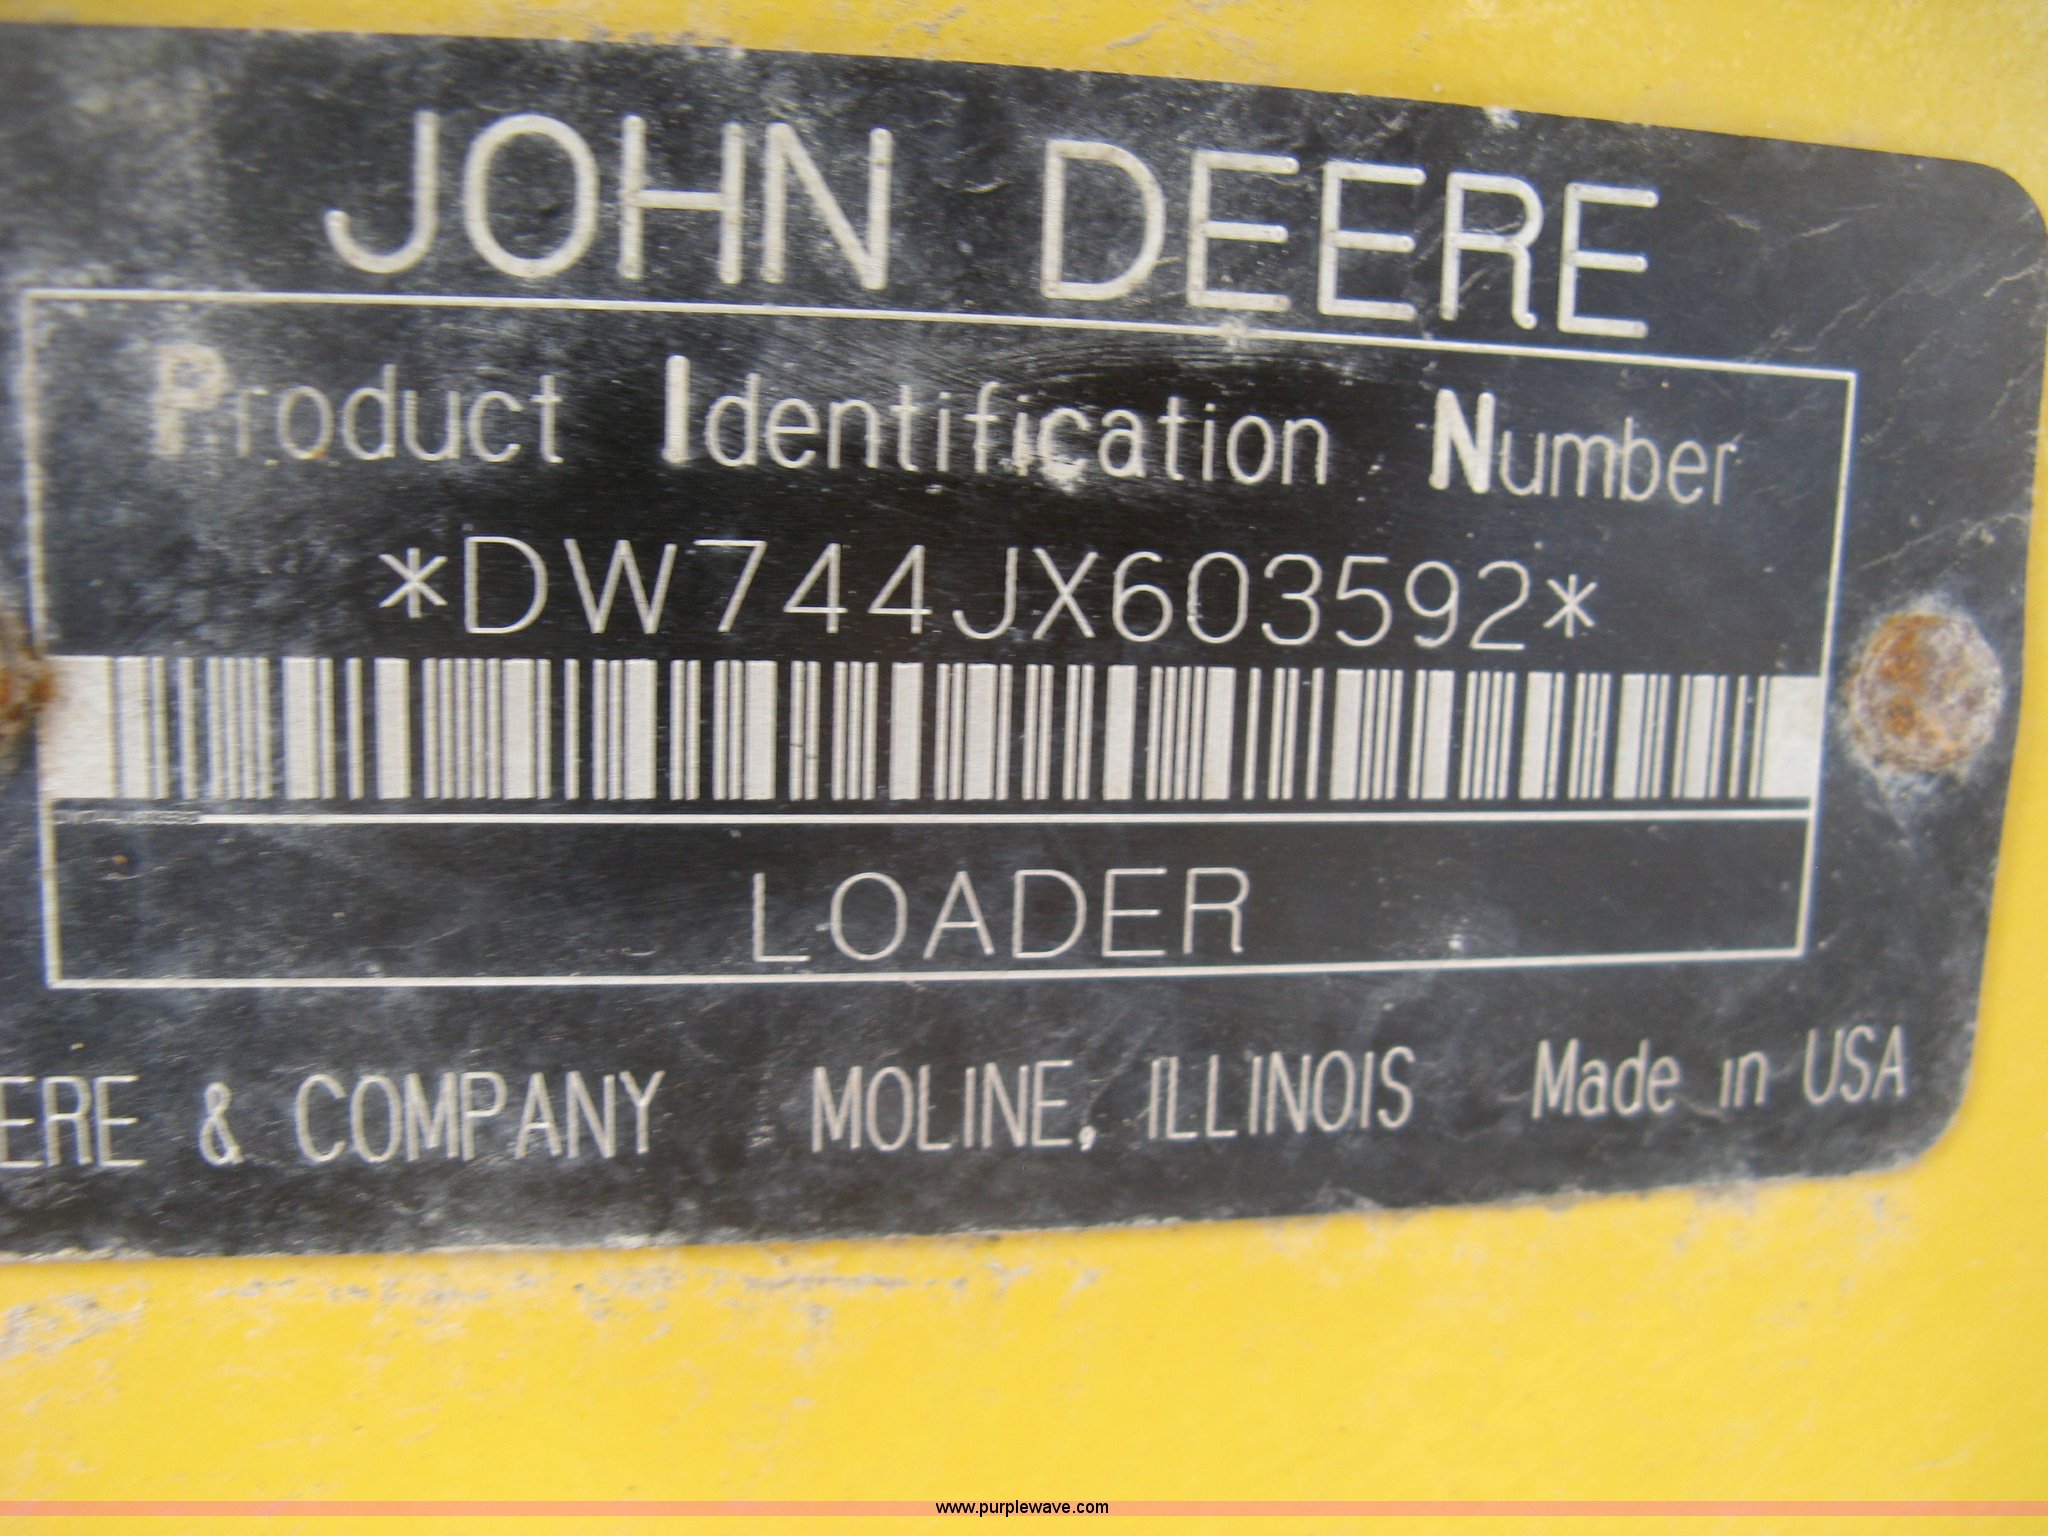 JOHN DEERE
Product Identification Number
*DW744JX603592*
LOADER
ERE & COMPANY MOLINE, ILLINOIS Made in USA
www.purplewave.com